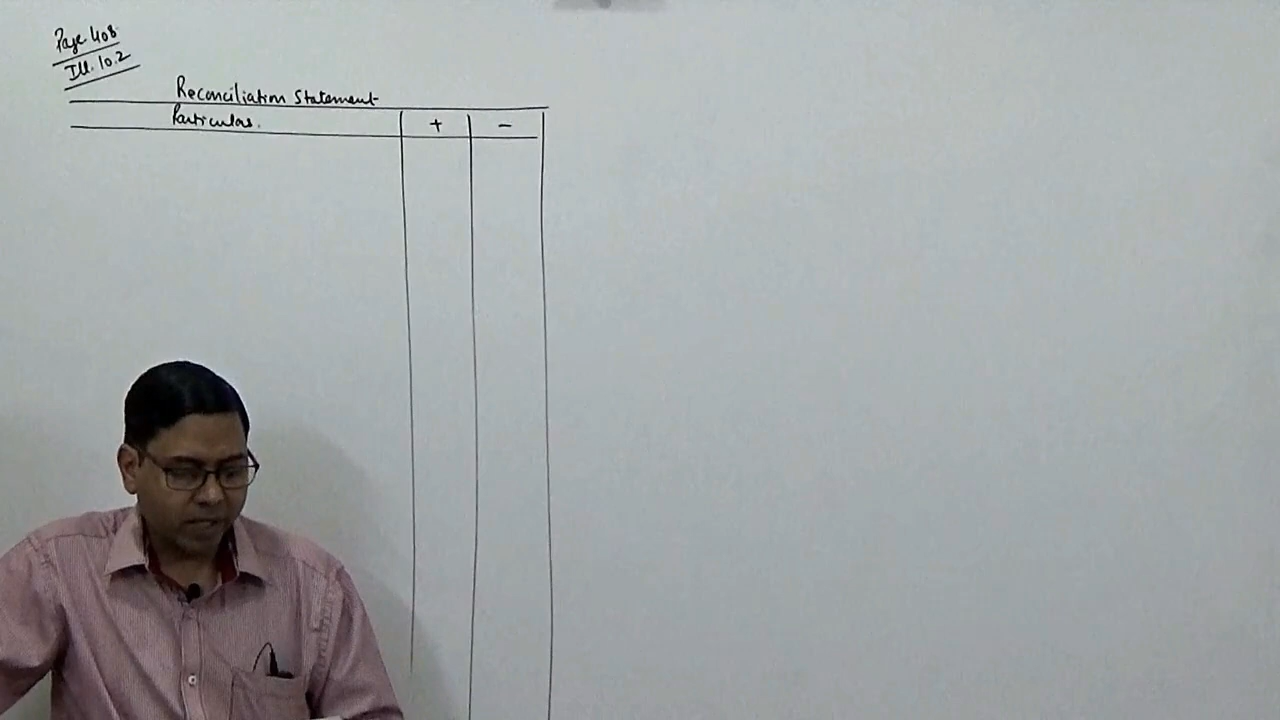 Page 408
Ill. 10.2
Reconciliation Statement
Particulars.
+ -